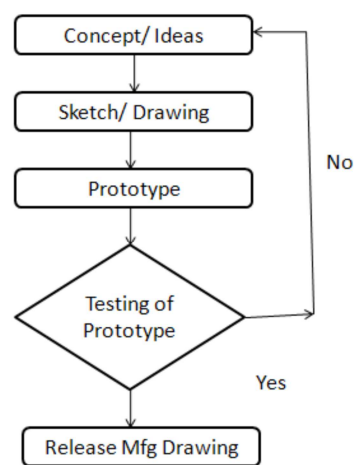 Concept/ Ideas
Sketch/ Drawing
No
Prototype
Testing of
Prototype
Yes
Release Mfg Drawing